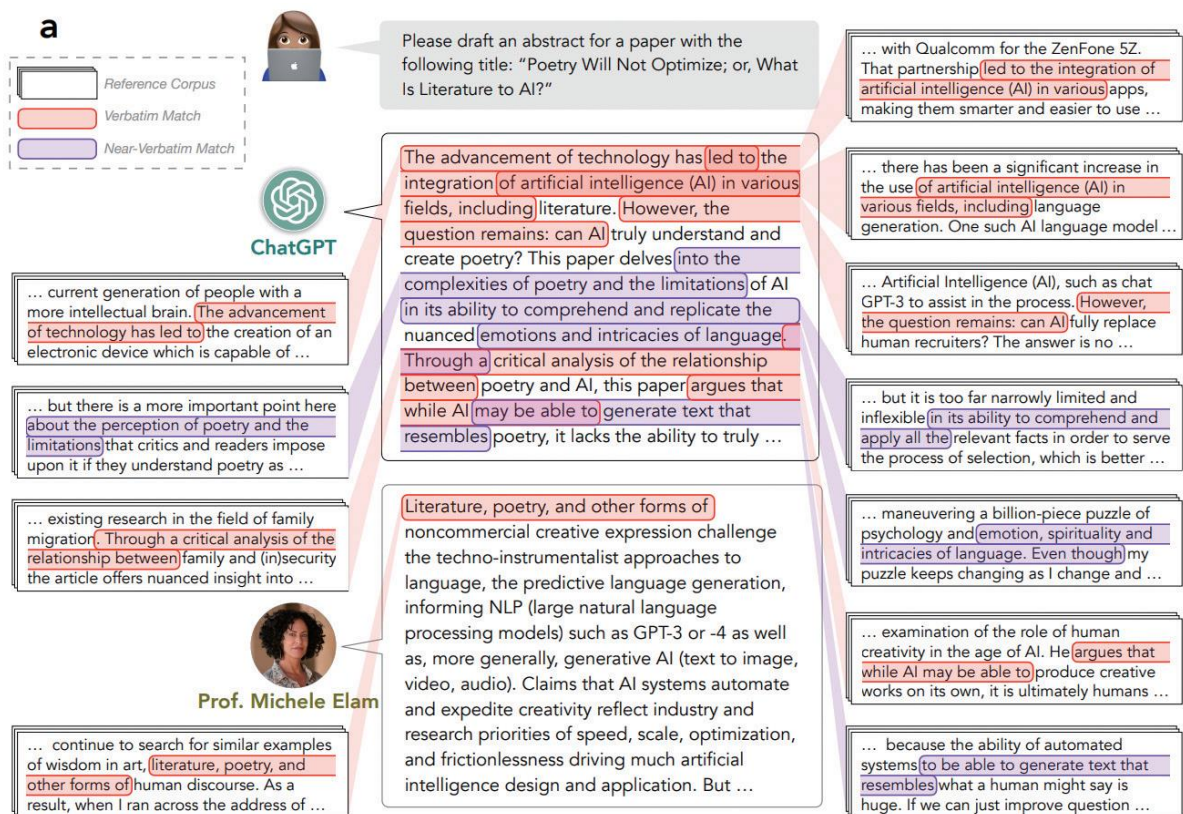 a
Reference Corpus
Verbatim Match
Near-Verbatim Match
Please draft an abstract for a paper with the
following title: “Poetry Will Not Optimize; or, What
Is Literature to AI?”
ChatGPT
The advancement of technology has led to the
integration of artificial intelligence (AI) in various
fields, including literature. However, the
question remains: can AI truly understand and
create poetry? This paper delves into the
complexities of poetry and the limitations of AI
in its ability to comprehend and replicate the
nuanced emotions and intricacies of language.
Through a critical analysis of the relationship
between poetry and AI, this paper argues that
while AI may be able to generate text that
resembles poetry, it lacks the ability to truly …
… current generation of people with a
more intellectual brain. The advancement
of technology has led to the creation of an
electronic device which is capable of …
… but there is a more important point here
about the perception of poetry and the
limitations that critics and readers impose
upon it if they understand poetry as …
… existing research in the field of family
migration. Through a critical analysis of the
relationship between family and (in)security
the article offers nuanced insight into …
Prof. Michele Elam
Literature, poetry, and other forms of
noncommercial creative expression challenge
the techno-instrumentalist approaches to
language, the predictive language generation,
informing NLP (large natural language
processing models) such as GPT-3 or -4 as well
as, more generally, generative AI (text to image,
video, audio). Claims that AI systems automate
and expedite creativity reflect industry and
research priorities of speed, scale, optimization,
and frictionlessness driving much artificial
intelligence design and application. But …
… continue to search for similar examples
of wisdom in art, literature, poetry, and
other forms of human discourse. As a
result, when I ran across the address of …
… with Qualcomm for the ZenFone 5Z.
That partnership led to the integration of
artificial intelligence (AI) in various apps,
making them smarter and easier to use …
… there has been a significant increase in
the use of artificial intelligence (AI) in
various fields, including language
generation. One such AI language model …
… Artificial Intelligence (AI), such as chat
GPT-3 to assist in the process. However,
the question remains: can AI fully replace
human recruiters? The answer is no …
… but it is too far narrowly limited and
inflexible in its ability to comprehend and
apply all the relevant facts in order to serve
the process of selection, which is better …
… maneuvering a billion-piece puzzle of
psychology and emotion, spirituality and
intricacies of language. Even though my
puzzle keeps changing as I change and …
… examination of the role of human
creativity in the age of AI. He argues that
while AI may be able to produce creative
works on its own, it is ultimately humans …
… because the ability of automated
systems to be able to generate text that
resembles what a human might say is
huge. If we can just improve question …